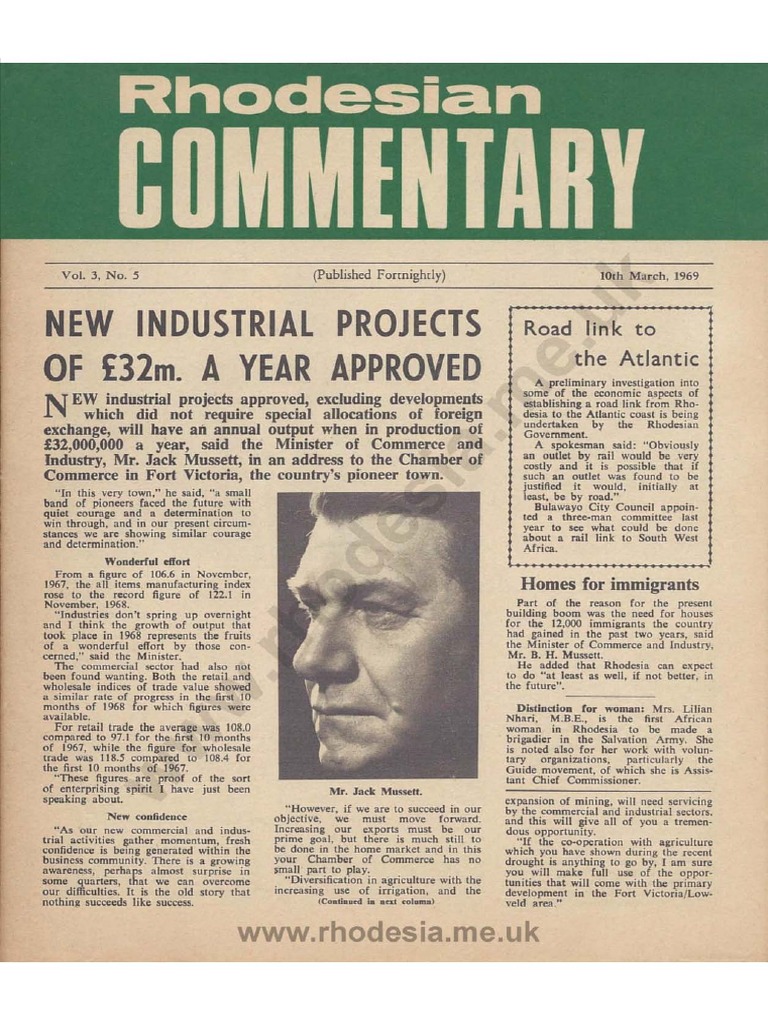 Rhodesian
COMMENTARY
Vol. 3, No. 5
(Published Fortnightly)
10th March, 1969
NEW INDUSTRIAL PROJECTS
OF £32m. A YEAR APPROVED
NEW industrial projects approved, excluding developments
which did not require special allocations of foreign
exchange, will have an annual output when in production of
£32,000,000 a year, said the Minister of Commerce and
Industry, Mr. Jack Mussett, in an address to the Chamber of
Commerce in Fort Victoria, the country's pioneer town.
"In this very town," he said, "a small
band of pioneers faced the future with
quiet courage and a determination to
win through, and in our present circum-
stances we are showing similar courage
and determination."
Wonderful effort
From a figure of 106.6 in November,
1967, the all items manufacturing index
rose to the record figure of 122.1 in
November, 1968.
"Industries don't spring up overnight
and I think the growth of output that
took place in 1968 represents the fruits
of a wonderful effort by those con-
cerned," said the Minister.
The commercial sector had also not
been found wanting. Both the retail and
wholesale indices of trade value showed
a similar rate of progress in the first 10
months of 1968 for which figures were
available.
For retail trade the average was 108.0
compared to 97.1 for the first 10 months
of 1967, while the figure for wholesale
trade was 118.5 compared to 108.4 for
the first 10 months of 1967.
"These figures are proof of the sort
of enterprising spirit I have just been
speaking about.
New confidence
"As our new commercial and indus-
trial activities gather momentum, fresh
confidence is being generated within the
business community. There is a growing
awareness, perhaps almost surprise in
some quarters, that we can overcome
our difficulties. It is the old story that
nothing succeeds like success.
Mr. Jack Mussett.
"However, if we are to succeed in our
objective, we must move forward.
Increasing our exports must be our
prime goal, but there is much still to
be done in the home market and in this
your Chamber of Commerce has no
small part to play.
"Diversification in agriculture with the
increasing use of irrigation, and the
(Continued in next column)
Road link to
the Atlantic
A preliminary investigation into
some of the economic aspects of
establishing a road link from Rho-
desia to the Atlantic coast is being
undertaken by the Rhodesian
Government.
A spokesman said: "Obviously
an outlet by rail would be very
costly and it is possible that if
such an outlet was found to be
justified it would, initially at
least, be by road."
Bulawayo City Council appoin-
ted a three-man committee last
year to see what could be done
about a rail link to South West
Africa.
Homes for immigrants
Part of the reason for the present
building boom was the need for houses
for the 12,000 immigrants the country
had gained in the past two years, said
the Minister of Commerce and Industry,
Mr. B. H. Mussett.
He added that Rhodesia can expect
to do "at least as well, if not better, in
the future".
Distinction for woman: Mrs. Lilian
Nhari, M.B.E., is the first African
woman in Rhodesia to be made a
brigadier in the Salvation Army. She
is noted also for her work with volun-
tary organizations, particularly the
Guide movement, of which she is Assis-
tant Chief Commissioner.
expansion of mining, will need servicing
by the commercial and industrial sectors,
and this will give all of you a tremen-
dous opportunity.
"If the co-operation with agriculture
which you have shown during the recent
drought is anything to go by, I am sure
you will make full use of the oppor-
tunities that will come with the primary
development in the Fort Victoria/Low-
veld area."
www.rhodesia.me.uk
www.rhodesia.me.uk